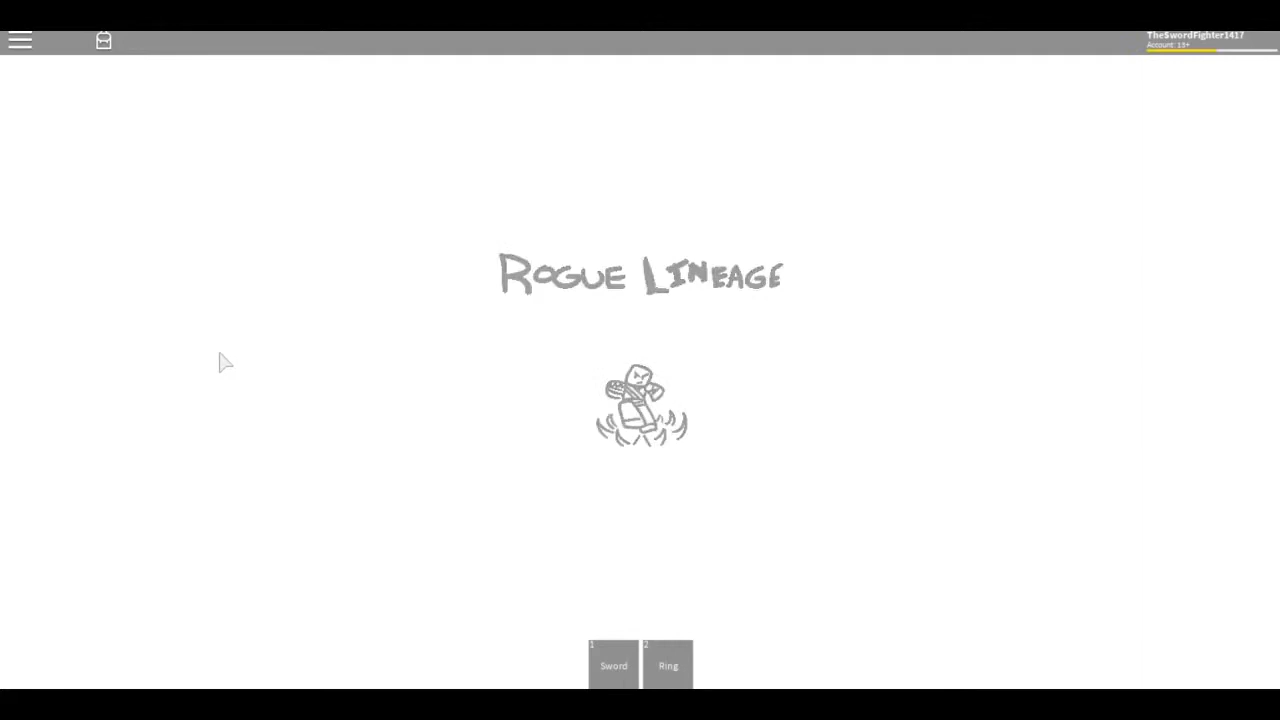 TheSwordFighter1417
Account: 13+
ROGUE LINEAGE
1
Sword
2
Ring